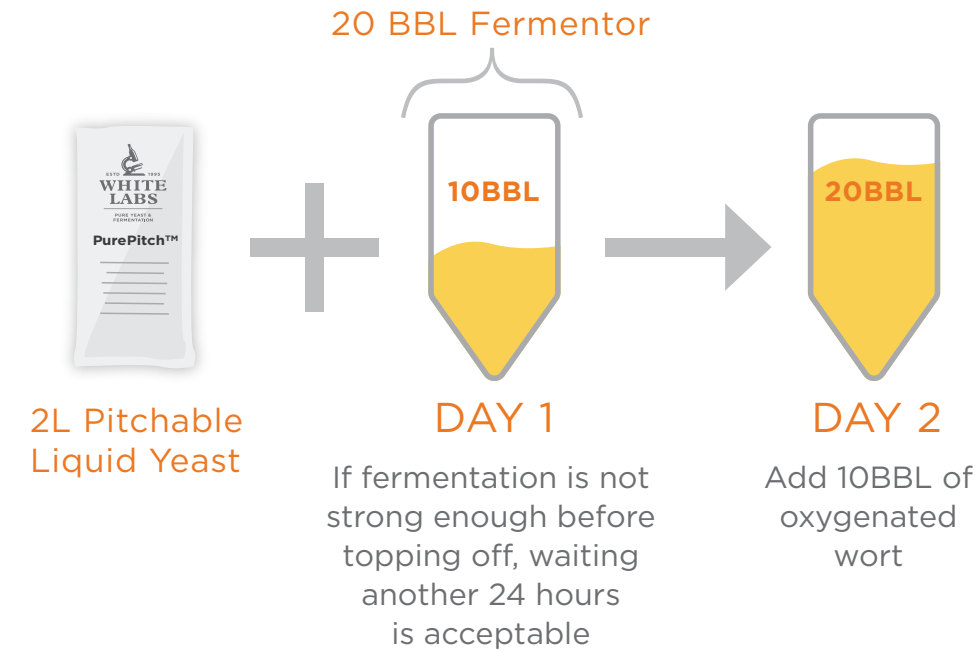 20 BBL Fermentor
ESTD 1995
WHITE
LABS
PURE YEAST &
FERMENTATION
PurePitch™
10BBL
20BBL
2L Pitchable
Liquid Yeast
DAY 1
If fermentation is not
strong enough before
topping off, waiting
another 24 hours
is acceptable
DAY 2
Add 10BBL of
oxygenated
wort